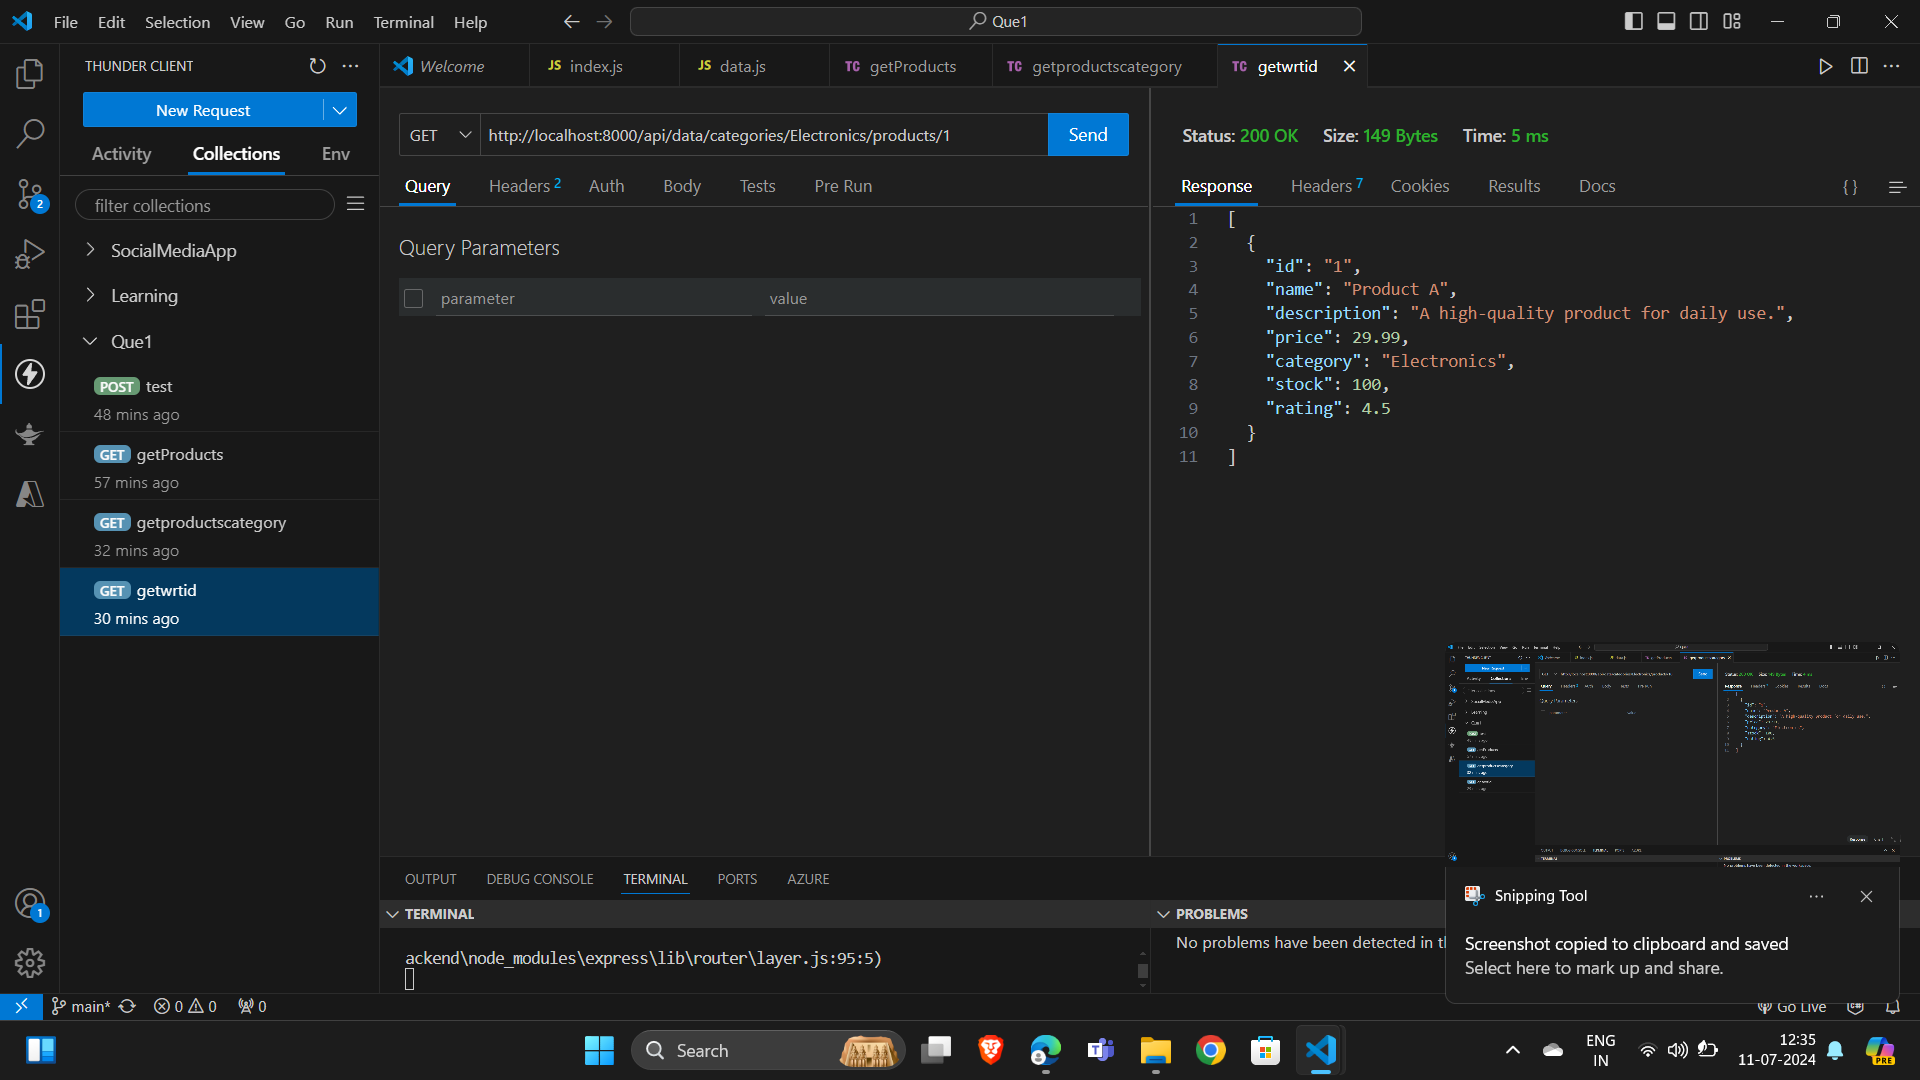 File Edit Selection View Go Run Terminal Help
Que1
THUNDER CLIENT
New Request
Activity Collections Env
filter collections
SocialMediaApp
Learning
Que1
POST test
48 mins ago
GET getProducts
57 mins ago
GET getproductscategory
32 mins ago
GET getwrtid
30 mins ago
Welcome
JS index.js
JS data.js
TC getProducts
TC getproductscategory
TC getwrtid
GET http://localhost:8000/api/data/categories/Electronics/products/1 Send
Query Headers 2 Auth Body Tests Pre Run
Query Parameters
parameter value
Status: 200 OK Size: 149 Bytes Time: 5 ms
Response Headers 7 Cookies Results Docs {}
1 [
2 {
3 "id": "1",
4 "name": "Product A",
5 "description": "A high-quality product for daily use.",
6 "price": 29.99,
7 "category": "Electronics",
8 "stock": 100,
9 "rating": 4.5
10 }
11 ]
OUTPUT DEBUG CONSOLE TERMINAL PORTS AZURE
TERMINAL
ackend\node_modules\express\lib\router\layer.js:95:5)
PROBLEMS
No problems have been detected in
Snipping Tool
Screenshot copied to clipboard and saved
Select here to mark up and share.
2
1
main* 0 0 0
Go Live
Search
ENG
IN
12:35
11-07-2024
PRE